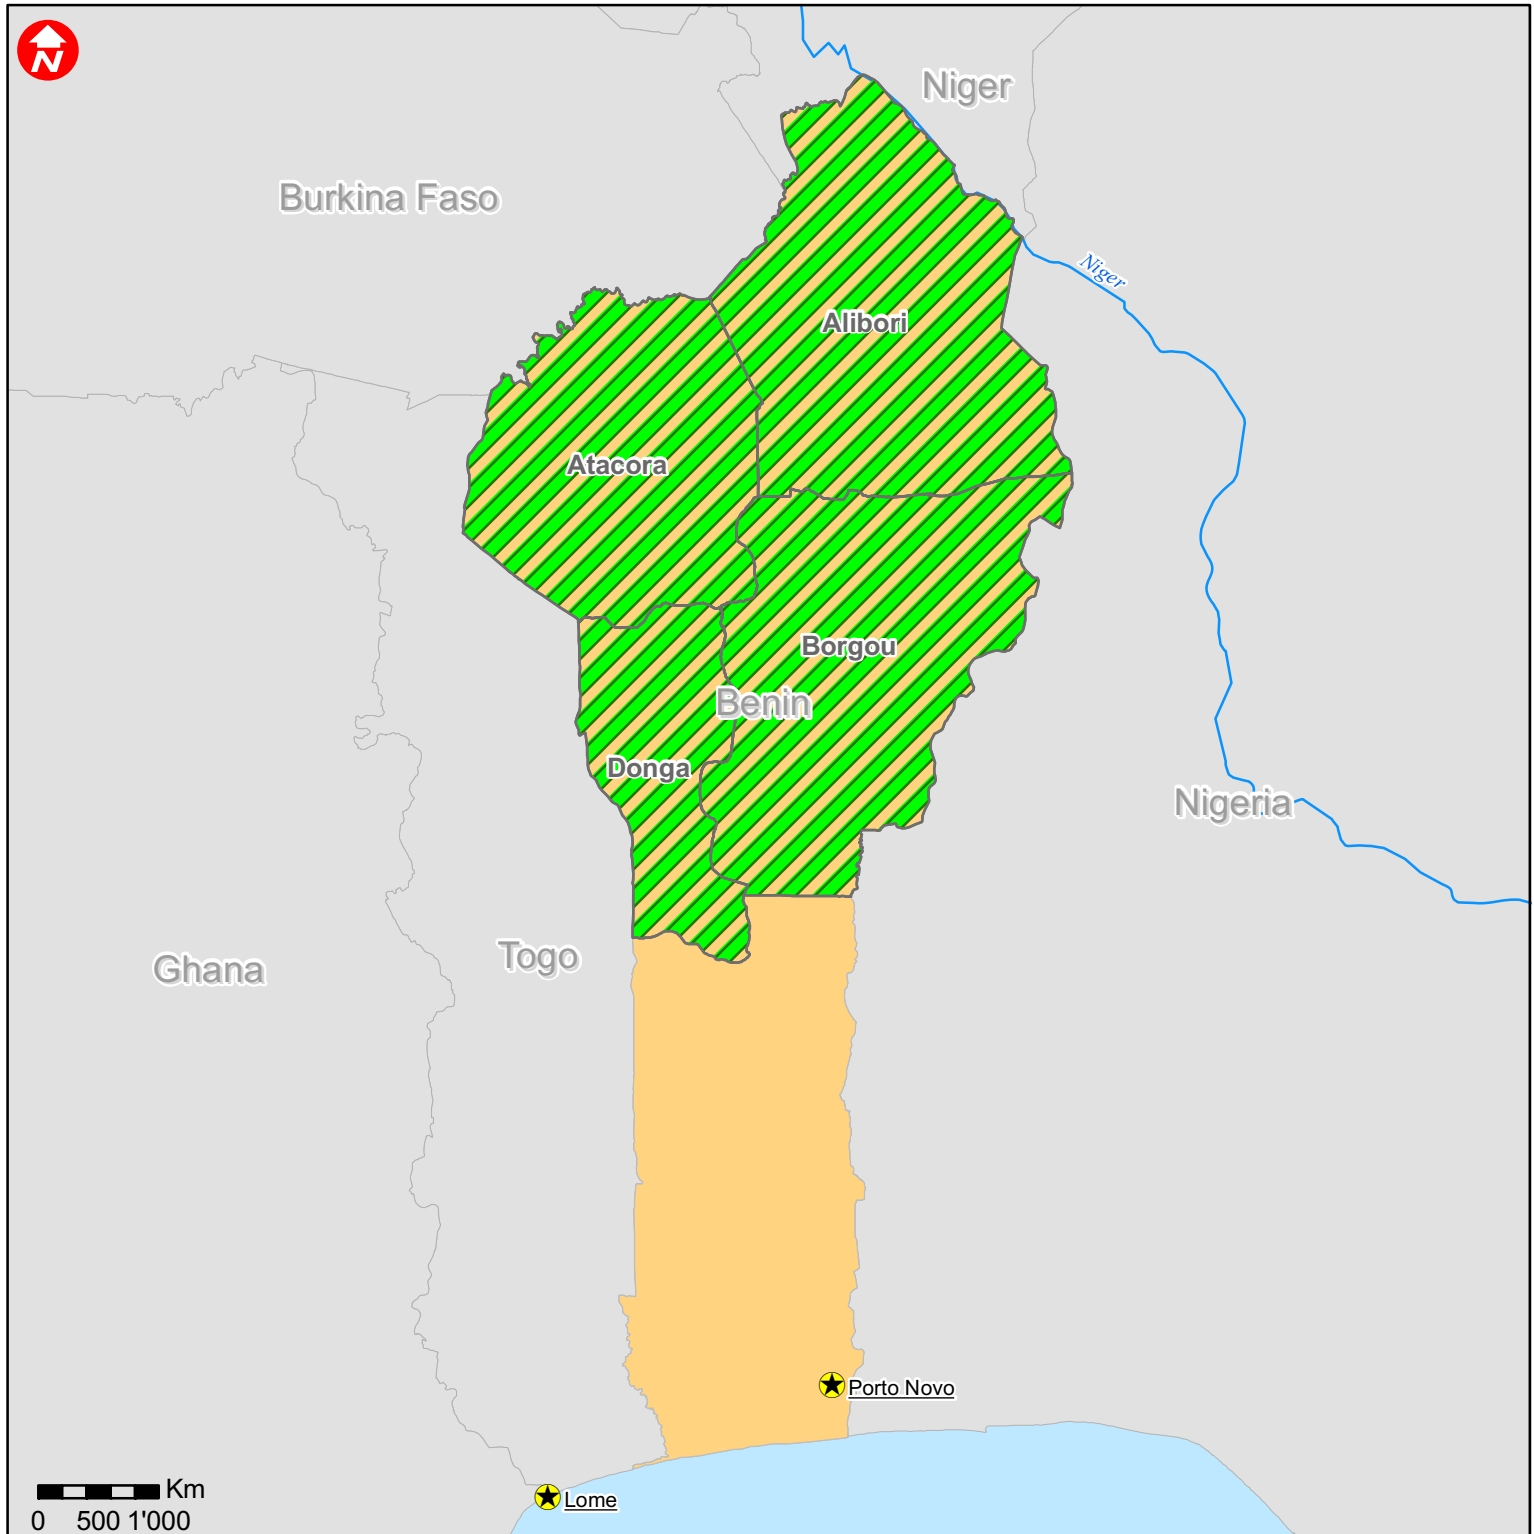 N
Niger
Burkina Faso
Niger
Alibori
Atacora
Borgou
Benin
Donga
Nigeria
Togo
Ghana
Porto Novo
Km
Lome
0 500 1'000